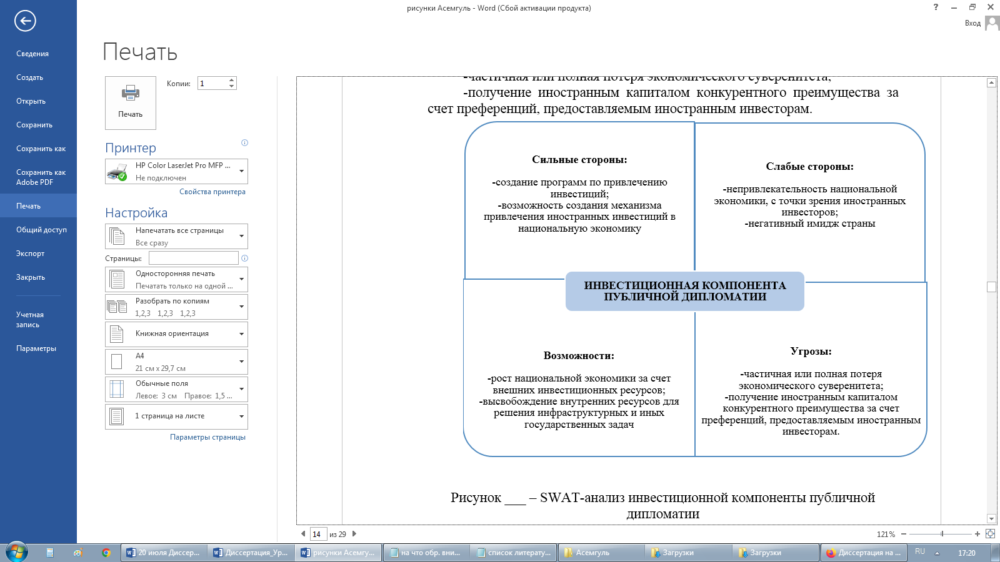 рисунки Асемгуль - Word (Сбой активации продукта)
?
Вход
Сведения
Создать
Открыть
Сохранить
Сохранить как
Сохранить как
Adobe PDF
Печать
Общий доступ
Экспорт
Закрыть
Учетная
запись
Параметры
Печать
Печать
Копии: 1
Принтер
HP Color LaserJet Pro MFP ...
Не подключен
Свойства принтера
Настройка
Напечатать все страницы
Все сразу
Страницы:
Односторонняя печать
Печатать только на одной ...
Разобрать по копиям
1,2,3 1,2,3 1,2,3
Книжная ориентация
A4
21 см x 29,7 см
Обычные поля
Левое: 3 см Правое: 1,5 ...
1 страница на листе
Параметры страницы
-частичная или полная потеря экономического суверенитета;
-получение иностранным капиталом конкурентного преимущества за
счет преференций, предоставляемым иностранным инвесторам.
Сильные стороны:
-создание программ по привлечению
инвестиций;
-возможность создания механизма
привлечения иностранных инвестиций в
национальную экономику
Слабые стороны:
-непривлекательность национальной
экономики, с точки зрения иностранных
инвесторов;
-негативный имидж страны
ИНВЕСТИЦИОННАЯ КОМПОНЕНТА
ПУБЛИЧНОЙ ДИПЛОМАТИИ
Возможности:
-рост национальной экономики за счет
внешних инвестиционных ресурсов;
-высвобождение внутренних ресурсов для
решения инфраструктурных и иных
государственных задач
Угрозы:
-частичная или полная потеря
экономического суверенитета;
-получение иностранным капиталом
конкурентного преимущества за счет
преференций, предоставляемым иностранным
инвесторам.
Рисунок ___ – SWAT-анализ инвестиционной компоненты публичной
дипломатии
14 из 29
121%
20 июля Диссер...
Диссертация_Ур...
рисунки Асемгу...
на что обр. вни...
список литерату...
Асемгуль
Загрузки
Загрузки
Диссертация на ...
RU
17:20